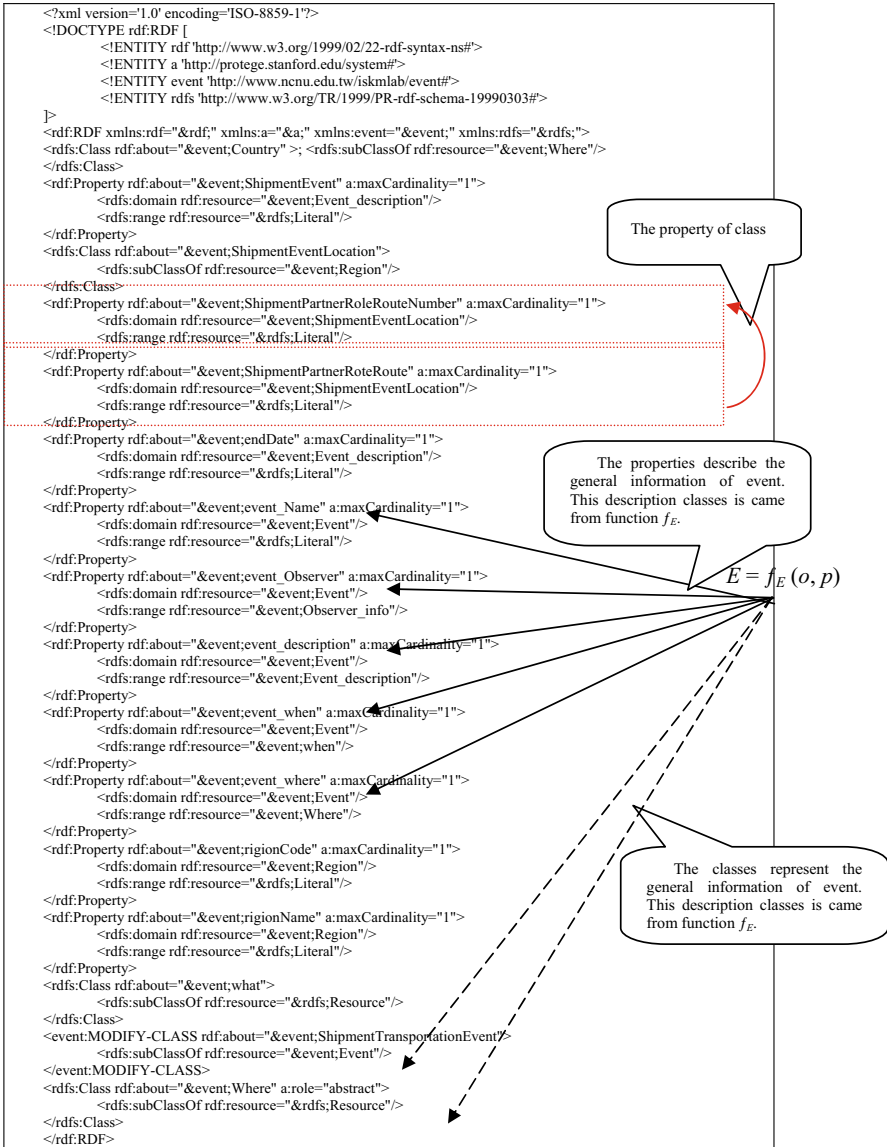 <?xml version='1.0' encoding='ISO-8859-1'?>
<!DOCTYPE rdf:RDF [
<!ENTITY rdf 'http://www.w3.org/1999/02/22-rdf-syntax-ns#'>
<!ENTITY a 'http://protege.stanford.edu/system#'>
<!ENTITY event 'http://www.ncnu.edu.tw/iskmlab/event#'>
<!ENTITY rdfs 'http://www.w3.org/TR/1999/PR-rdf-schema-19990303#'>
]>
<rdf:RDF xmlns:rdf="&rdf;" xmlns:a="&a;" xmlns:event="&event;" xmlns:rdfs="&rdfs;">
<rdfs:Class rdf:about="&event;Country" >; <rdfs:subClassOf rdf:resource="&event;Where"/>
</rdfs:Class>
<rdf:Property rdf:about="&event;ShipmentEvent" a:maxCardinality="1">
<rdfs:domain rdf:resource="&event;Event_description"/>
<rdfs:range rdf:resource="&rdfs;Literal"/>
</rdf:Property>
<rdfs:Class rdf:about="&event;ShipmentEventLocation">
<rdfs:subClassOf rdf:resource="&event;Region"/>
</rdfs:Class>
<rdf:Property rdf:about="&event;ShipmentPartnerRoleRouteNumber" a:maxCardinality="1">
<rdfs:domain rdf:resource="&event;ShipmentEventLocation"/>
<rdfs:range rdf:resource="&rdfs;Literal"/>
</rdf:Property>
<rdf:Property rdf:about="&event;ShipmentPartnerRoteRoute" a:maxCardinality="1">
<rdfs:domain rdf:resource="&event;ShipmentEventLocation"/>
<rdfs:range rdf:resource="&rdfs;Literal"/>
</rdf:Property>
<rdf:Property rdf:about="&event;endDate" a:maxCardinality="1">
<rdfs:domain rdf:resource="&event;Event_description"/>
<rdfs:range rdf:resource="&rdfs;Literal"/>
</rdf:Property>
<rdf:Property rdf:about="&event;event_Name" a:maxCardinality="1">
<rdfs:domain rdf:resource="&event;Event"/>
<rdfs:range rdf:resource="&rdfs;Literal"/>
</rdf:Property>
<rdf:Property rdf:about="&event;event_Observer" a:maxCardinality="1">
<rdfs:domain rdf:resource="&event;Event"/>
<rdfs:range rdf:resource="&event;Observer_info"/>
</rdf:Property>
<rdf:Property rdf:about="&event;event_description" a:maxCardinality="1">
<rdfs:domain rdf:resource="&event;Event"/>
<rdfs:range rdf:resource="&event;Event_description"/>
</rdf:Property>
<rdf:Property rdf:about="&event;event_when" a:maxCardinality="1">
<rdfs:domain rdf:resource="&event;Event"/>
<rdfs:range rdf:resource="&event;when"/>
</rdf:Property>
<rdf:Property rdf:about="&event;event_where" a:maxCardinality="1">
<rdfs:domain rdf:resource="&event;Event"/>
<rdfs:range rdf:resource="&event;Where"/>
</rdf:Property>
<rdf:Property rdf:about="&event;rigionCode" a:maxCardinality="1">
<rdfs:domain rdf:resource="&event;Region"/>
<rdfs:range rdf:resource="&rdfs;Literal"/>
</rdf:Property>
<rdf:Property rdf:about="&event;rigionName" a:maxCardinality="1">
<rdfs:domain rdf:resource="&event;Region"/>
<rdfs:range rdf:resource="&rdfs;Literal"/>
</rdf:Property>
<rdfs:Class rdf:about="&event;what">
<rdfs:subClassOf rdf:resource="&rdfs;Resource"/>
</rdfs:Class>
<event:MODIFY-CLASS rdf:about="&event;ShipmentTransportationEvent">
<rdfs:subClassOf rdf:resource="&event;Event"/>
</event:MODIFY-CLASS>
<rdfs:Class rdf:about="&event;Where" a:role="abstract">
<rdfs:subClassOf rdf:resource="&rdfs;Resource"/>
</rdfs:Class>
</rdf:RDF>
The property of class
The properties describe the
general information of event.
This description classes is came
from function fE.
E = fE (o, p)
The classes represent the
general information of event.
This description classes is came
from function fE.